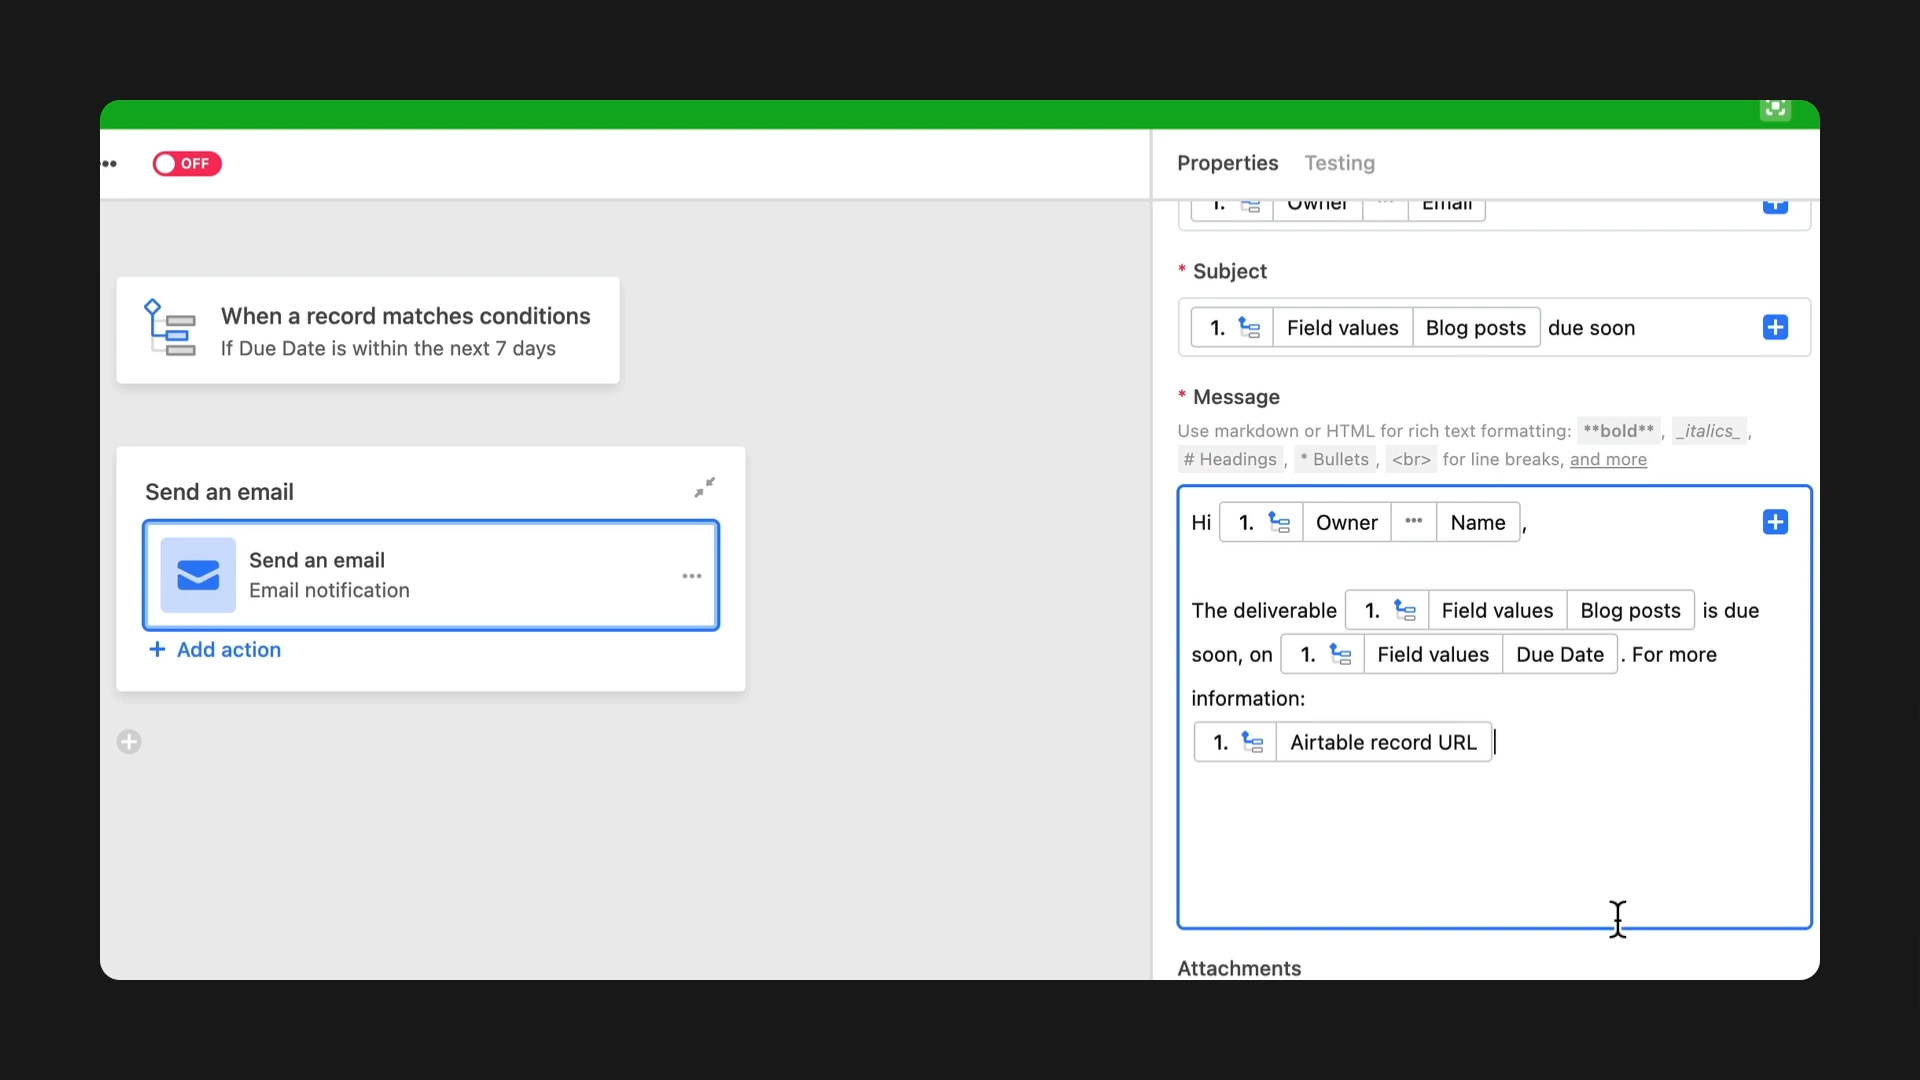 OFF
Properties Testing
1. Owner ... Email
When a record matches conditions
If Due Date is within the next 7 days
Send an email
Send an email
Email notification
+ Add action
* Subject
1. Field values Blog posts due soon
* Message
Use markdown or HTML for rich text formatting: **bold** , _italics_ ,
# Headings , * Bullets , <br> for line breaks, and more
Hi 1. Owner ... Name ,
The deliverable 1. Field values Blog posts is due
soon, on 1. Field values Due Date . For more
information:
1. Airtable record URL
Attachments